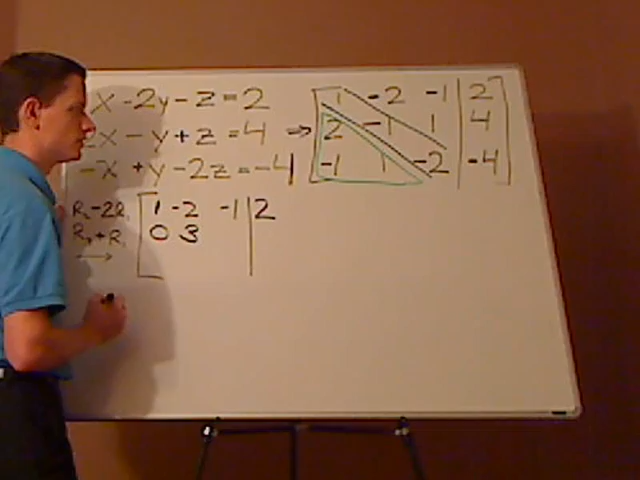 x - 2y - z = 2
2x - y + z = 4 →
-x + y - 2z = -4
1 -2 -1 2
2 -1 1 4
-1 1 -2 -4
R₂-2R₁
R₃+R₁
→
1 -2 -1 2
0 3